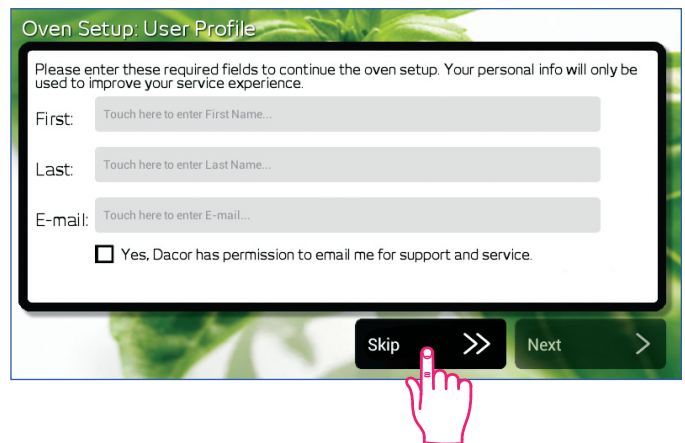 Oven Setup: User Profile
Please enter these required fields to continue the oven setup. Your personal info will only be
used to improve your service experience.
First: Touch here to enter First Name...
Last: Touch here to enter Last Name...
E-mail: Touch here to enter E-mail...
Yes, Dacor has permission to email me for support and service.
Skip Next